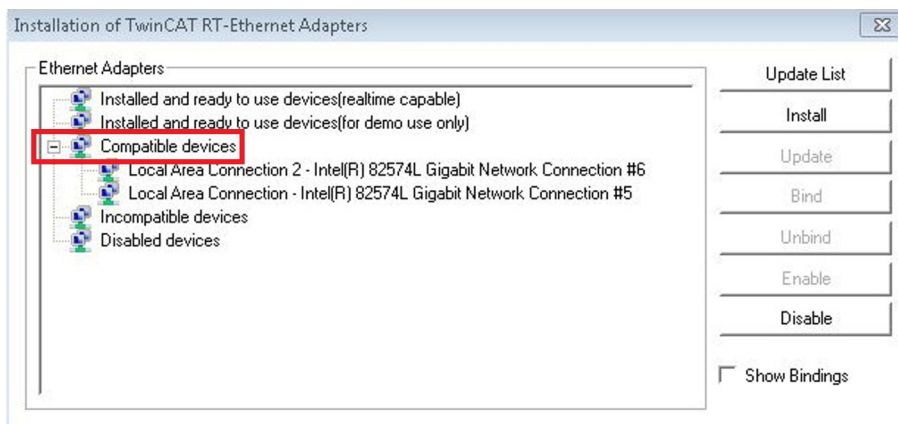 Installation of TwinCAT RT-Ethernet Adapters
Ethernet Adapters
Installed and ready to use devices(realtime capable)
Installed and ready to use devices(for demo use only)
Compatible devices
Local Area Connection 2 - Intel(R) 82574L Gigabit Network Connection #6
Local Area Connection - Intel(R) 82574L Gigabit Network Connection #5
Incompatible devices
Disabled devices
Update List
Install
Update
Bind
Unbind
Enable
Disable
Show Bindings